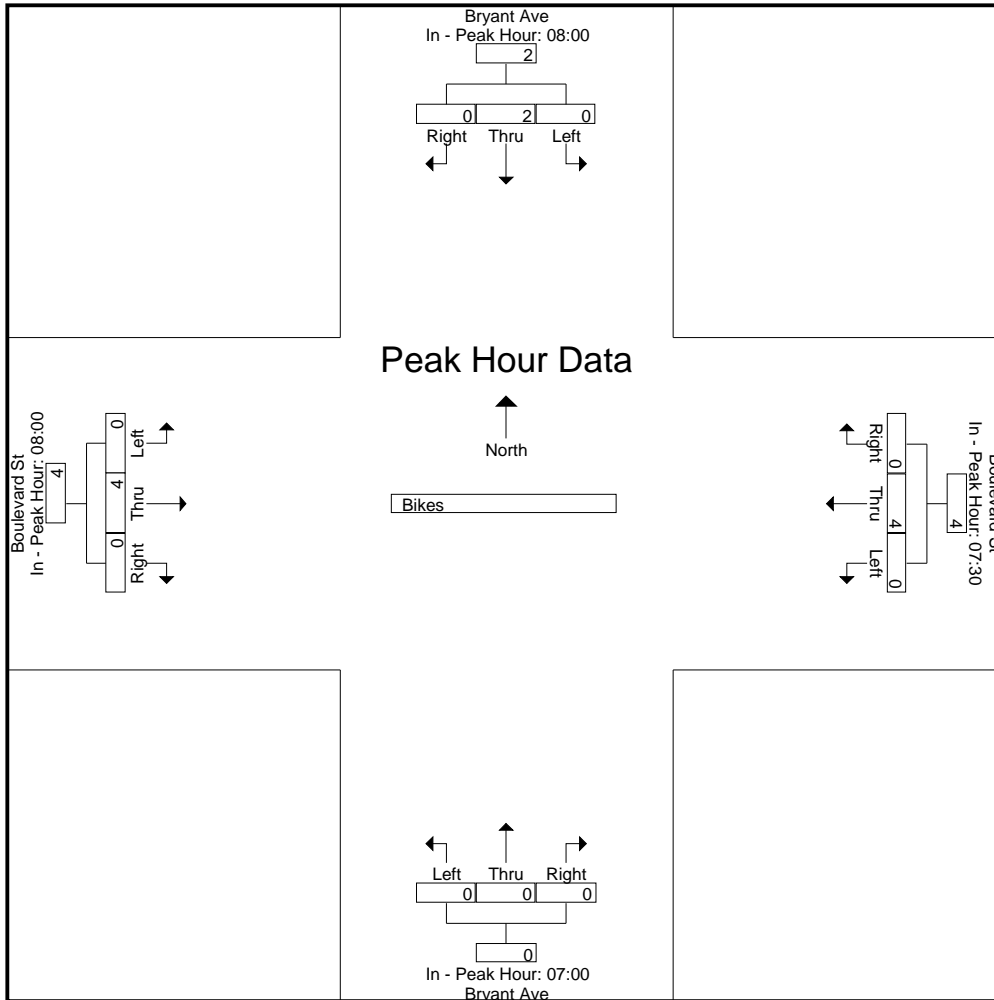 Bryant Ave
In - Peak Hour: 08:00
2
0 2 0
Right Thru Left
Peak Hour Data
North
Bikes
Boulevard St
In - Peak Hour: 08:00
4
0 4 0
Left Thru Right
Boulevard St
In - Peak Hour: 07:30
4
0 4 0
Right Thru Left
Left Thru Right
0 0 0
0
In - Peak Hour: 07:00
Bryant Ave